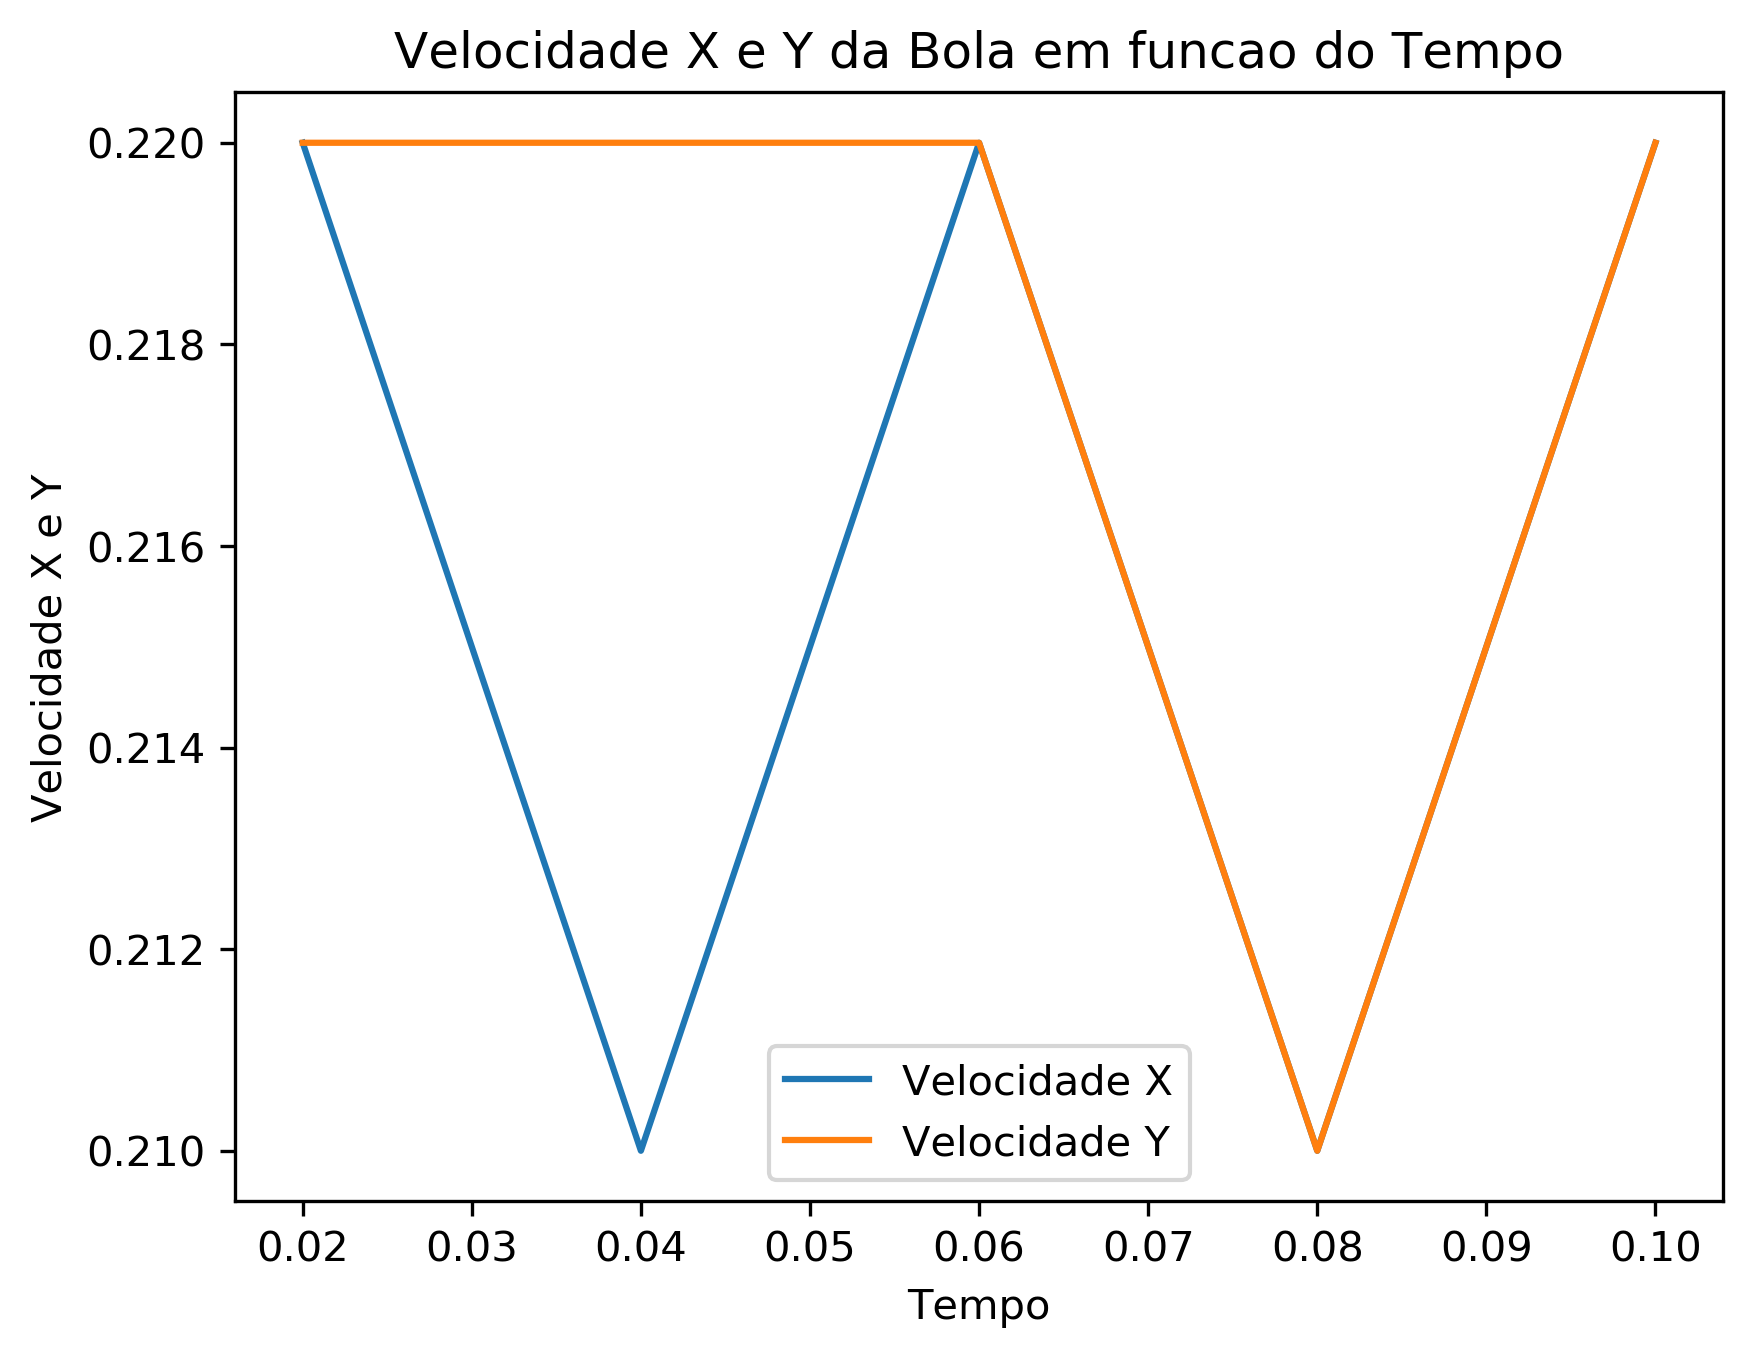 Velocidade X e Y da Bola em funcao do Tempo
0.220
0.218
0.216
0.214
0.212
0.210
Velocidade X e Y
Velocidade X
Velocidade Y
0.02 0.03 0.04 0.05 0.06 0.07 0.08 0.09 0.10
Tempo